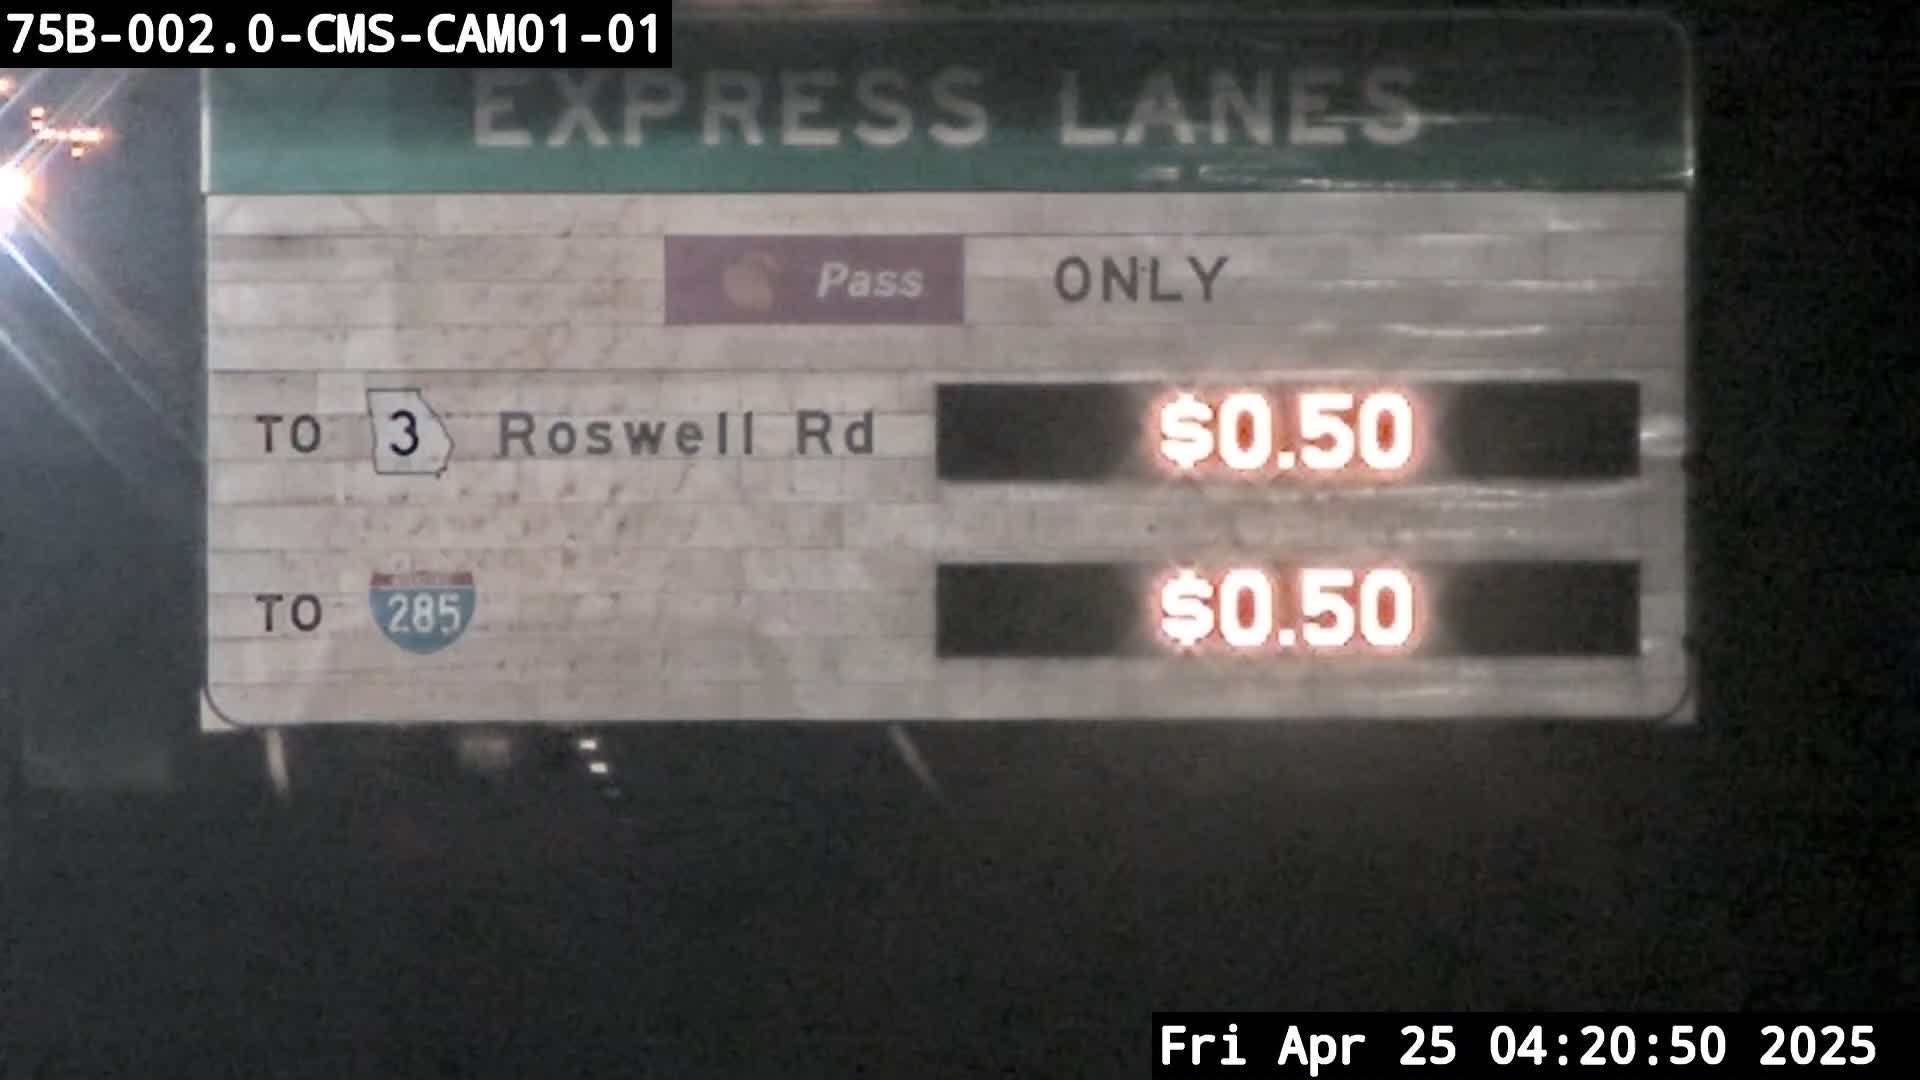 75B-002.0-CMS-CAM01-01
EXPRESS LANES
Pass ONLY
TO 3 Roswell Rd $0.50
TO 285 $0.50
Fri Apr 25 04:20:50 2025